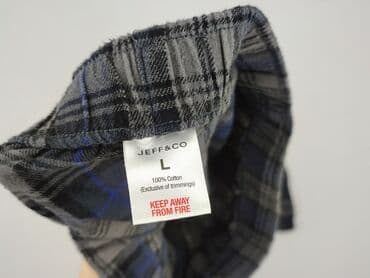 JEFF&CO
L
100% Cotton
(Exclusive of trimmings)
KEEP AWAY
FROM FIRE